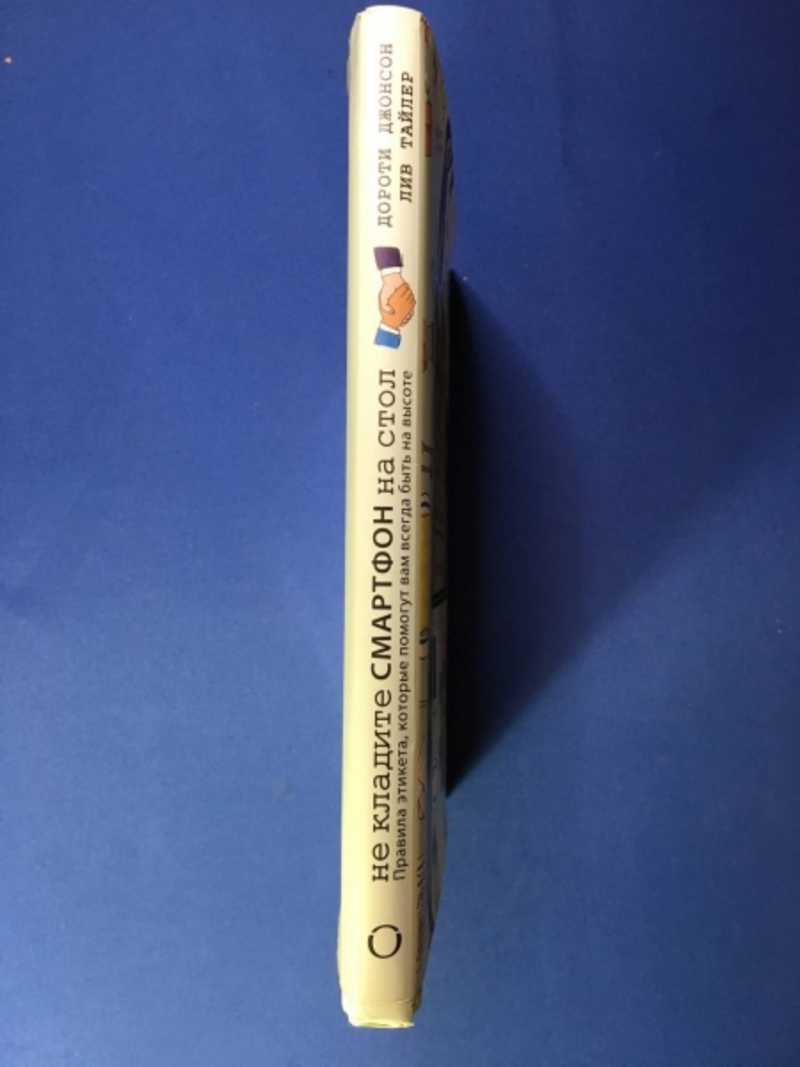 не кладите СМАРТФОН на стол
Правила этикета, которые помогут вам всегда быть на высоте
ДОРОТИ ДЖОНСОН
ЛИВ ТАЙЛЕР